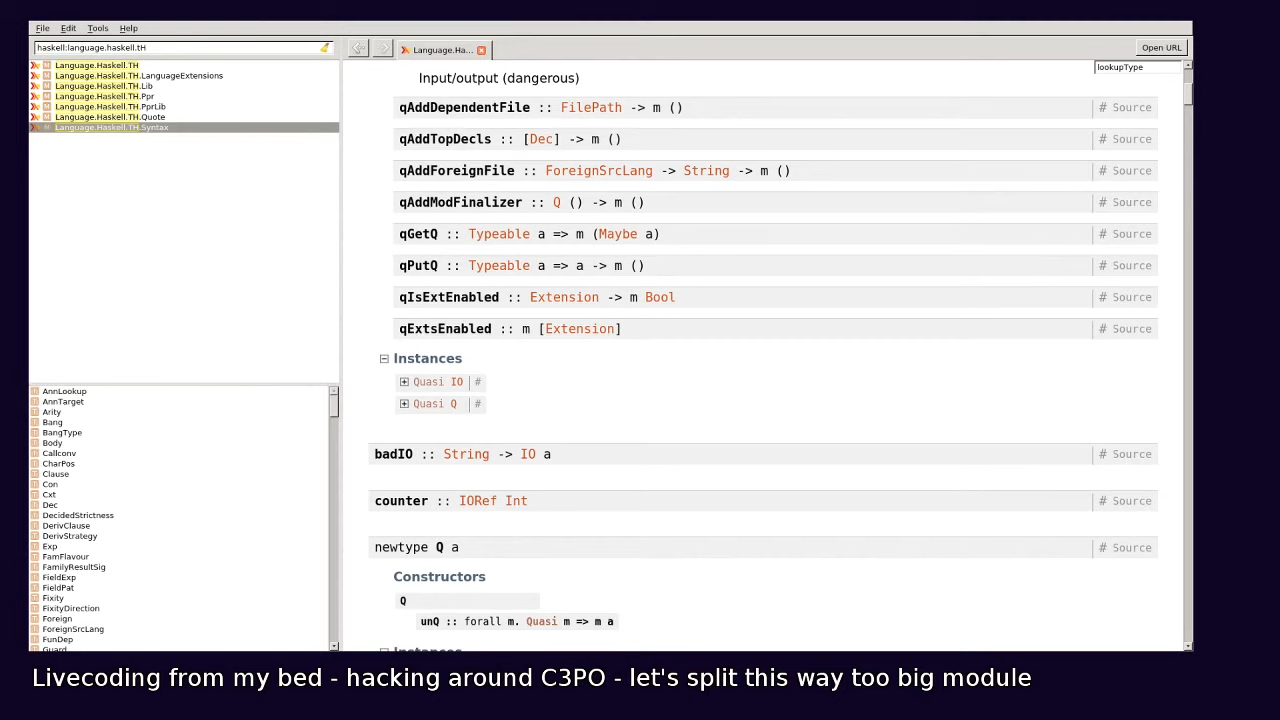 File Edit Tools Help
haskell:language.haskell.tH
Language.Haskell.TH
Language.Haskell.TH.LanguageExtensions
Language.Haskell.TH.Lib
Language.Haskell.TH.Ppr
Language.Haskell.TH.PprLib
Language.Haskell.TH.Quote
Language.Haskell.TH.Syntax
AnnLookup
AnnTarget
Arity
Bang
BangType
Body
Callconv
CharPos
Clause
Con
Cxt
Dec
DecidedStrictness
DerivClause
DerivStrategy
Exp
FamFlavour
FamilyResultSig
FieldExp
FieldPat
Fixity
FixityDirection
Foreign
ForeignSrcLang
FunDep
Guard
Language.Ha...
Open URL
lookupType
Input/output (dangerous)
qAddDependentFile :: FilePath -> m () # Source
qAddTopDecls :: [Dec] -> m () # Source
qAddForeignFile :: ForeignSrcLang -> String -> m () # Source
qAddModFinalizer :: Q () -> m () # Source
qGetQ :: Typeable a => m (Maybe a) # Source
qPutQ :: Typeable a => a -> m () # Source
qIsExtEnabled :: Extension -> m Bool # Source
qExtsEnabled :: m [Extension] # Source
Instances
Quasi IO #
Quasi Q #
badIO :: String -> IO a # Source
counter :: IORef Int # Source
newtype Q a # Source
Constructors
Q
unQ :: forall m. Quasi m => m a
Instances
Livecoding from my bed - hacking around C3PO - let's split this way too big module